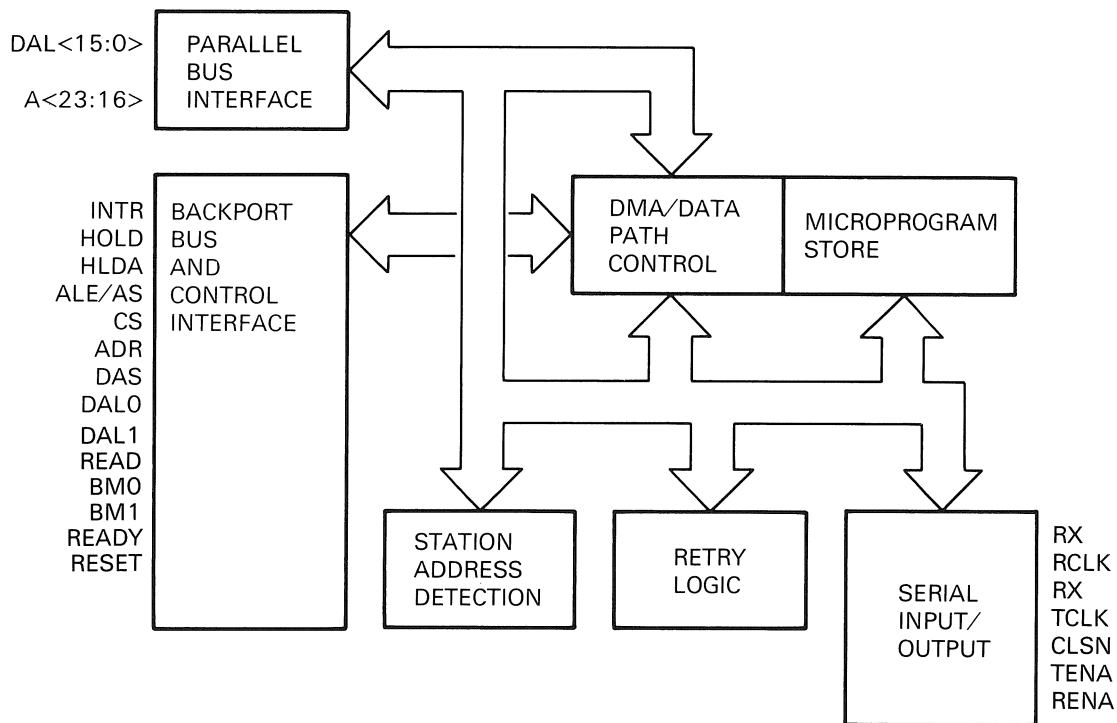 DAL<15:0>
A<23:16>
PARALLEL
BUS
INTERFACE
INTR
HOLD
HLDA
ALE/AS
CS
ADR
DAS
DALO
DAL1
READ
BM0
BM1
READY
RESET
BACKPORT
BUS
AND
CONTROL
INTERFACE
DMA/DATA
PATH
CONTROL
MICROPROGRAM
STORE
STATION
ADDRESS
DETECTION
RETRY
LOGIC
SERIAL
INPUT/
OUTPUT
RX
RCLK
RX
TCLK
CLSN
TENA
RENA